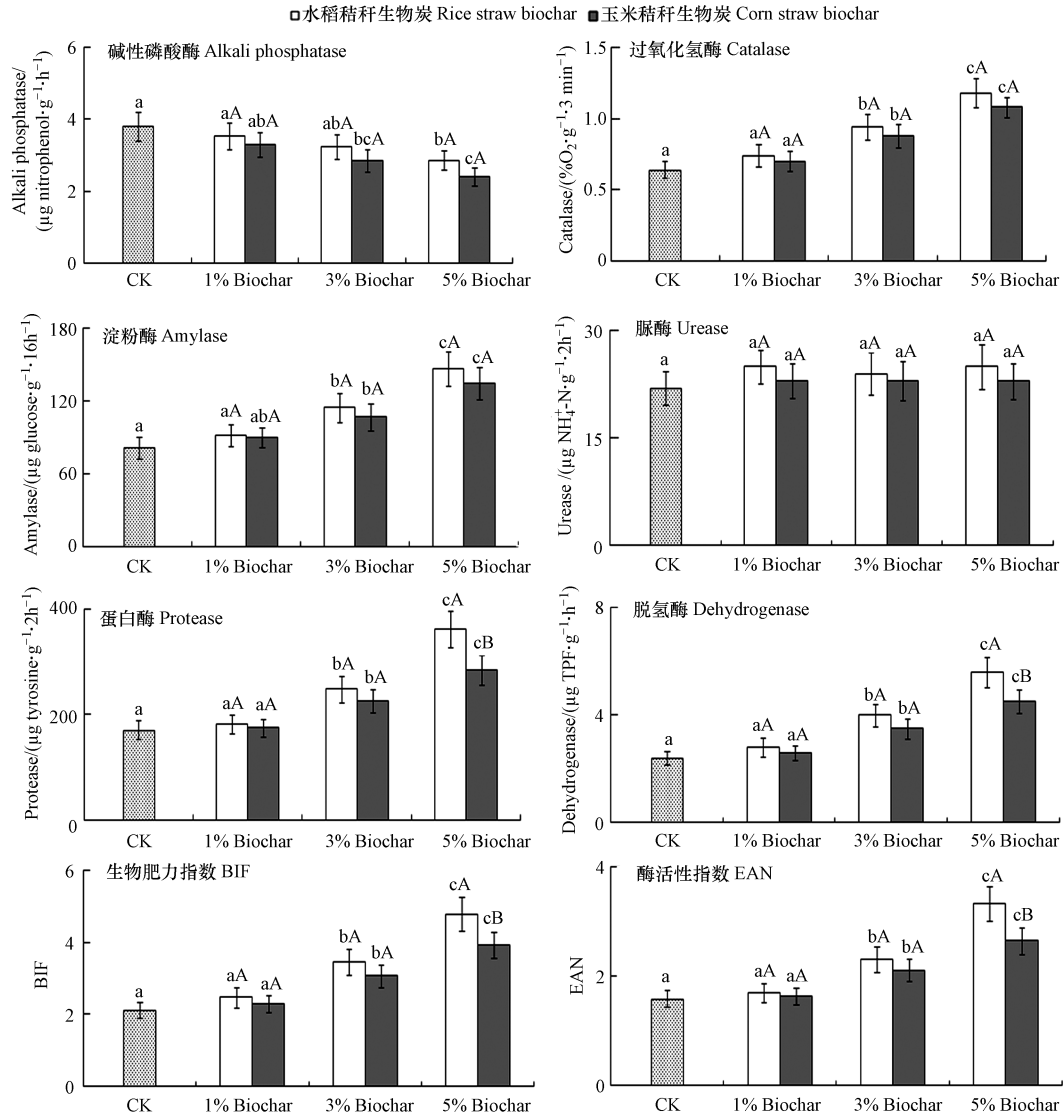 □水稻秸秆生物炭 Rice straw biochar ■玉米秸秆生物炭 Corn straw biochar
碱性磷酸酶 Alkali phosphatase
Alkali phosphatase/
(μg nitrophenol·g⁻¹·h⁻¹)
6
4
2
0
a
aA
abA
abA
bcA
bA
cA
CK
1% Biochar
3% Biochar
5% Biochar
过氧化氢酶 Catalase
Catalase/(%O₂·g⁻¹·3 min⁻¹)
1.5
1.0
0.5
0
a
aA
aA
bA
bA
cA
cA
CK
1% Biochar
3% Biochar
5% Biochar
淀粉酶 Amylase
Amylase/(μg glucose·g⁻¹·16h⁻¹)
180
120
60
0
a
aA
abA
bA
bA
cA
cA
CK
1% Biochar
3% Biochar
5% Biochar
脲酶 Urease
Urease /(μg NH₄⁺-N·g⁻¹·2h⁻¹)
30
15
0
a
aA
aA
aA
aA
aA
aA
CK
1% Biochar
3% Biochar
5% Biochar
蛋白酶 Protease
Protease/(μg tyrosine·g⁻¹·2h⁻¹)
400
200
0
a
aA
aA
bA
bA
cA
cB
CK
1% Biochar
3% Biochar
5% Biochar
脱氢酶 Dehydrogenase
Dehydrogenase/(μg TPF·g⁻¹·h⁻¹)
8
4
0
a
aA
aA
bA
bA
cA
cB
CK
1% Biochar
3% Biochar
5% Biochar
生物肥力指数 BIF
BIF
6
4
2
0
a
aA
aA
bA
bA
cA
cB
CK
1% Biochar
3% Biochar
5% Biochar
酶活性指数 EAN
EAN
4
2
0
a
aA
aA
bA
bA
cA
cB
CK
1% Biochar
3% Biochar
5% Biochar